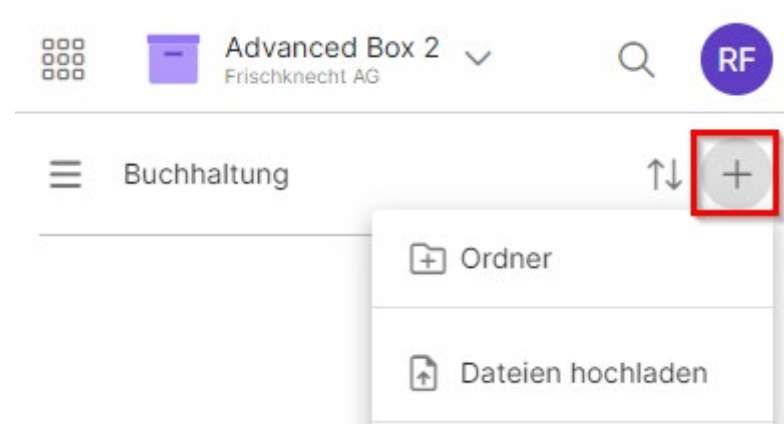 Advanced Box 2
Frischknecht AG
RF
Buchhaltung
Ordner
Dateien hochladen